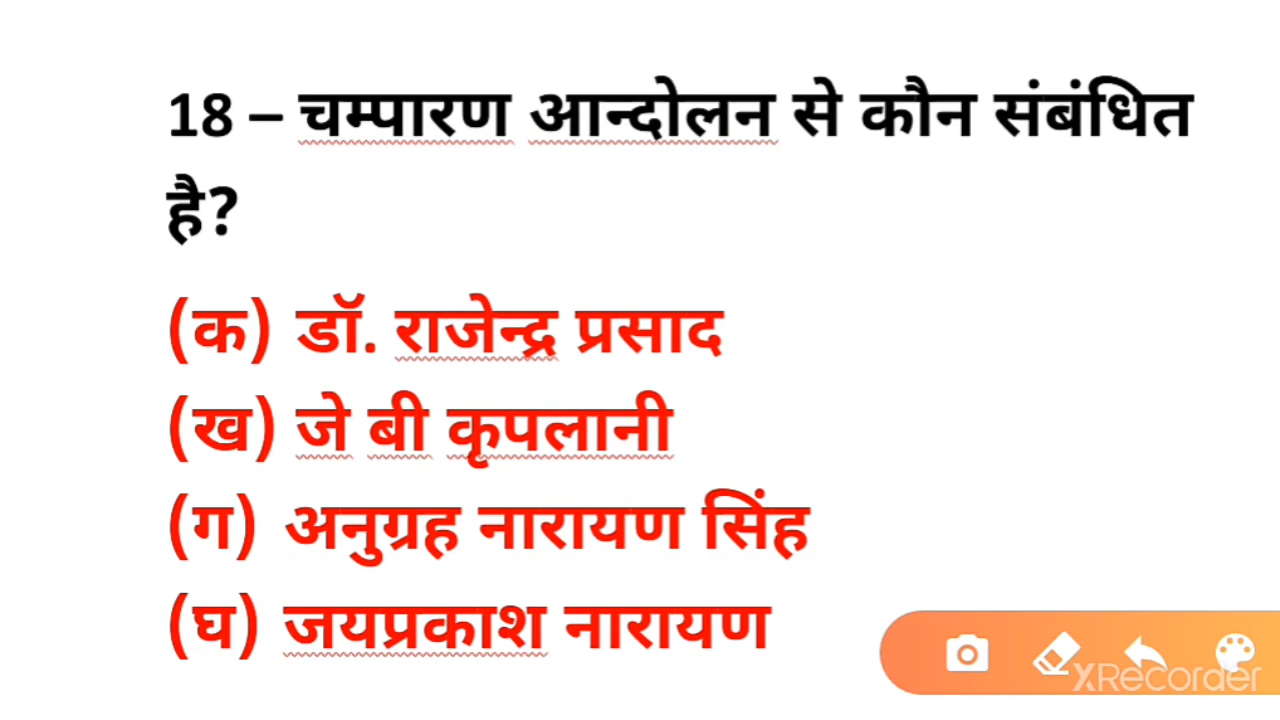 18 – चम्पारण आन्दोलन से कौन संबंधित
है?
(क) डॉ. राजेन्द्र प्रसाद
(ख) जे बी कृपलानी
(ग) अनुग्रह नारायण सिंह
(घ) जयप्रकाश नारायण
XRecorder